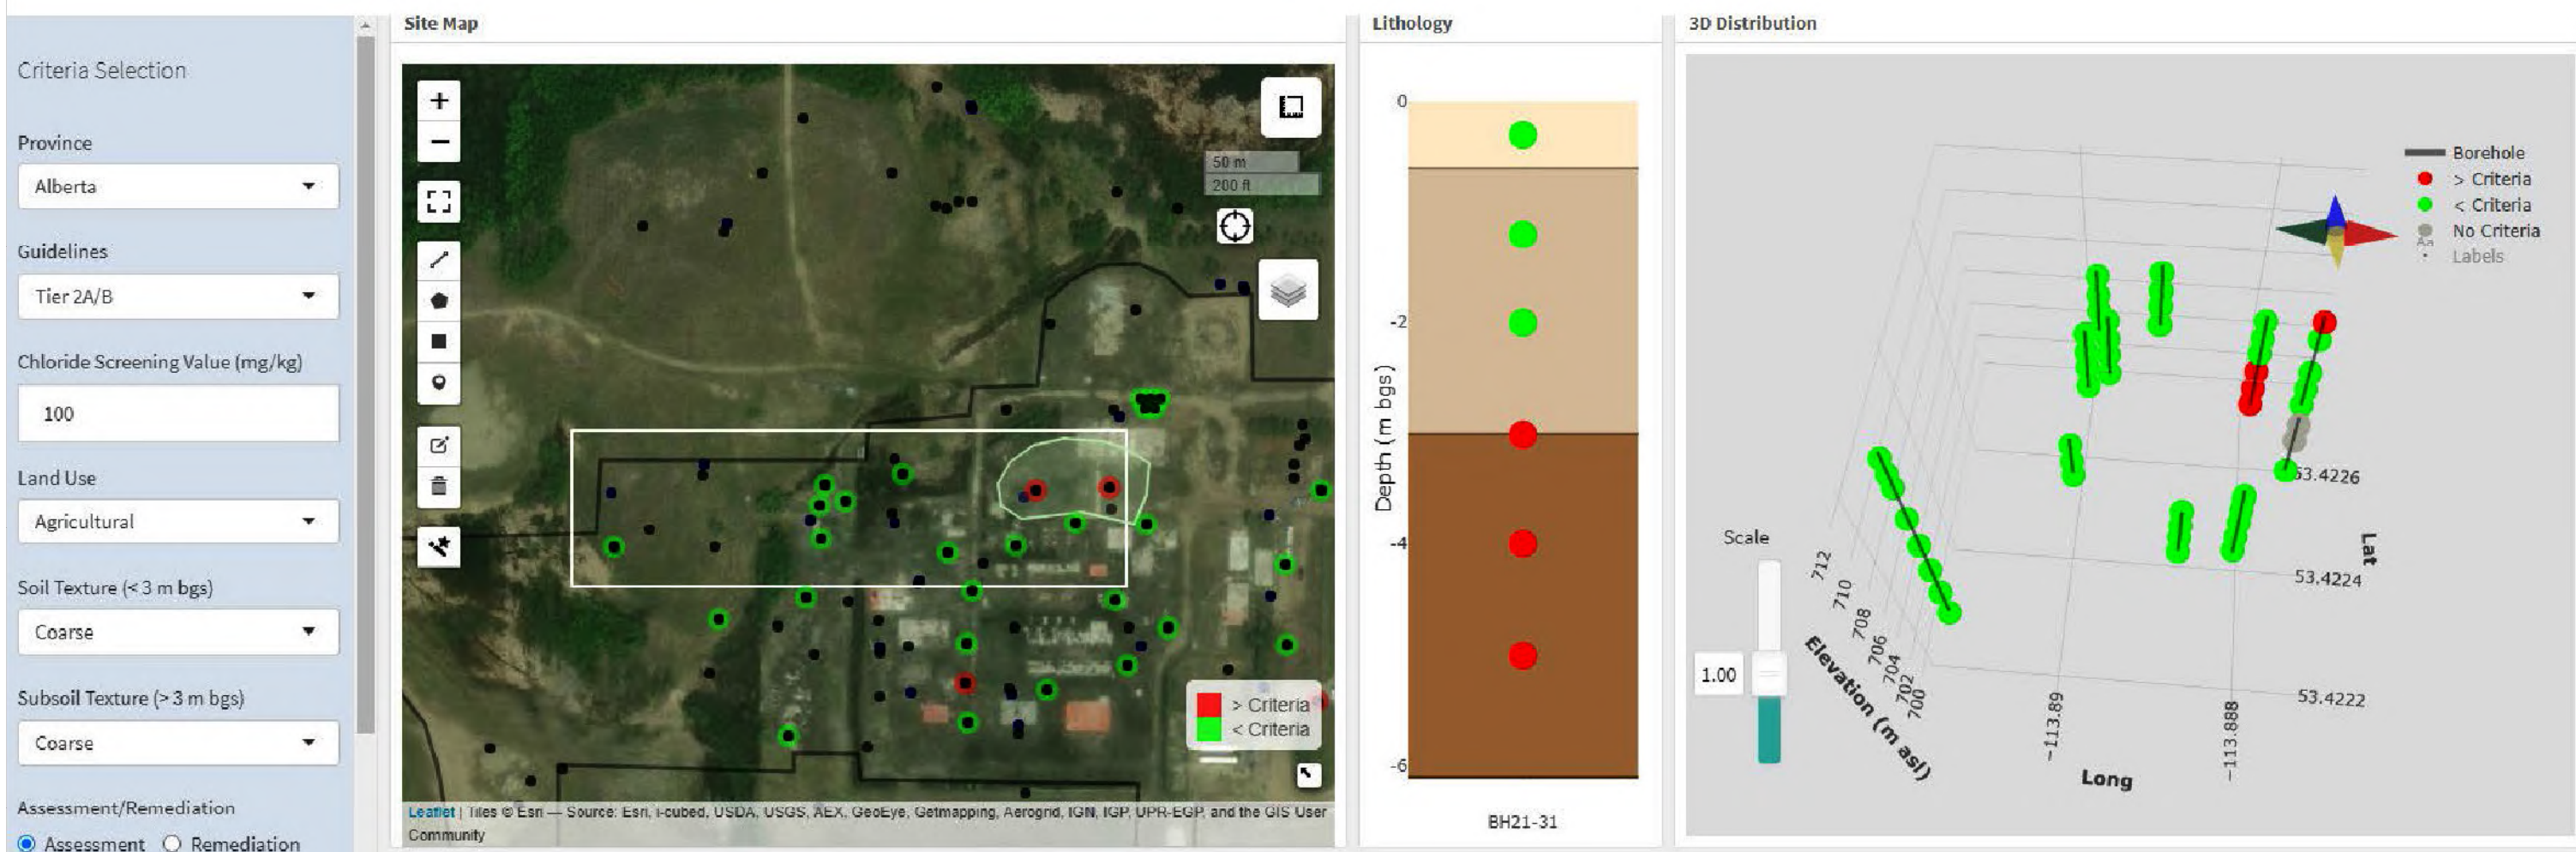 Criteria Selection
Province
Alberta
Guidelines
Tier 2A/B
Chloride Screening Value (mg/kg)
100
Land Use
Agricultural
Soil Texture (< 3 m bgs)
Coarse
Subsoil Texture (> 3 m bgs)
Coarse
Assessment/Remediation
Assessment
Remediation
Site Map
+
−
50 m
200 ft
> Criteria
< Criteria
Leaflet | Tiles © Esri — Source: Esri, i-cubed, USDA, USGS, AEX, GeoEye, Getmapping, Aerogrid, IGN, IGP, UPR-EGP, and the GIS User
Community
Lithology
0
-2
-4
-6
Depth (m bgs)
BH21-31
3D Distribution
Borehole
> Criteria
< Criteria
No Criteria
Aa
Labels
Scale
1.00
712
710
708
706
704
702
700
Elevation (m asl)
−113.89
−113.888
Long
53.4226
53.4224
53.4222
Lat